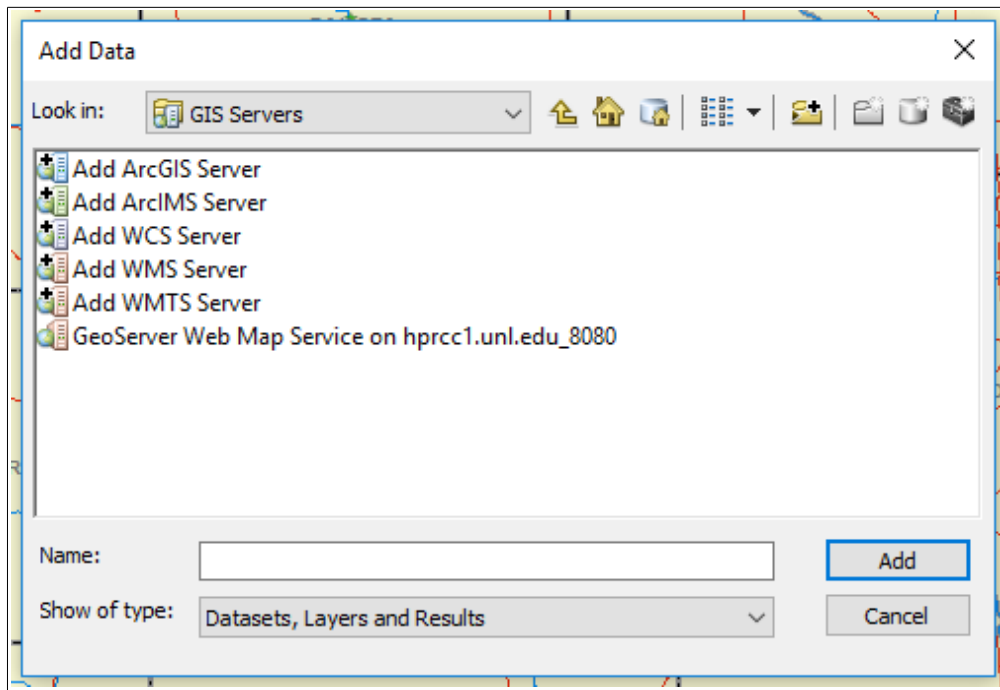 Add Data
Look in: GIS Servers
Add ArcGIS Server
Add ArcIMS Server
Add WCS Server
Add WMS Server
Add WMTS Server
GeoServer Web Map Service on hprcc1.unl.edu_8080
Name: Add
Show of type: Datasets, Layers and Results Cancel